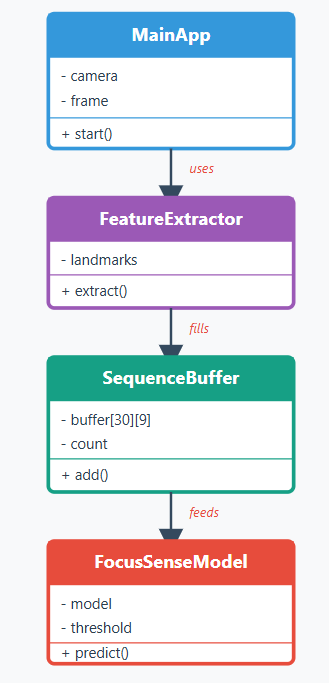 MainApp
- camera
- frame
+ start()
uses
FeatureExtractor
- landmarks
+ extract()
fills
SequenceBuffer
- buffer[30][9]
- count
+ add()
feeds
FocusSenseModel
- model
- threshold
+ predict()